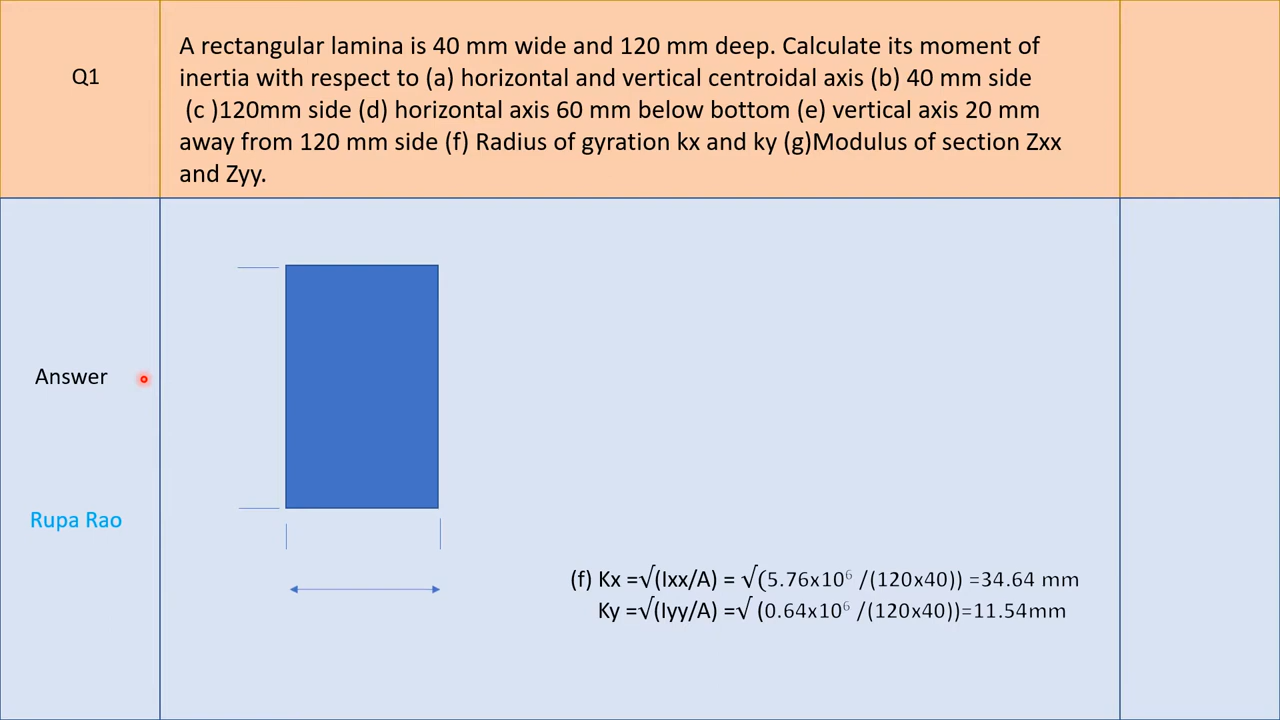 Q1
A rectangular lamina is 40 mm wide and 120 mm deep. Calculate its moment of
inertia with respect to (a) horizontal and vertical centroidal axis (b) 40 mm side
(c )120mm side (d) horizontal axis 60 mm below bottom (e) vertical axis 20 mm
away from 120 mm side (f) Radius of gyration kx and ky (g)Modulus of section Zxx
and Zyy.
Answer
Rupa Rao
(f) Kx =√(Ixx/A) = √(5.76x10⁶ /(120x40)) =34.64 mm
Ky =√(Iyy/A) =√ (0.64x10⁶ /(120x40))=11.54mm